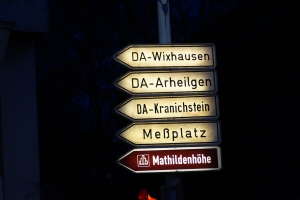 DA-Wixhausen
DA-Arheilgen
DA-Kranichstein
Meßplatz
Mathildenhöhe